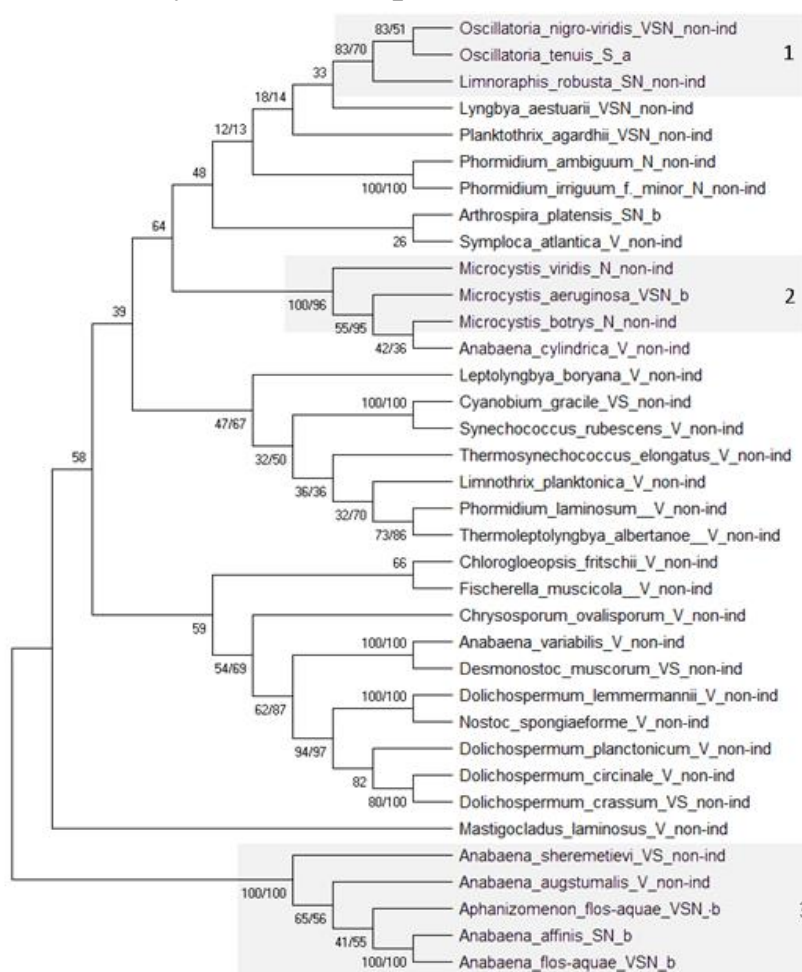 83/51
Oscillatoria_nigro-viridis_VSN_non-ind
83/70
Oscillatoria_tenuis_S_a
1
33
Limnoraphis_robusta_SN_non-ind
18/14
Lyngbya_aestuarii_VSN_non-ind
12/13
Planktothrix_agardhii_VSN_non-ind
48
Phormidium_ambiguum_N_non-ind
100/100
Phormidium_irriguum_f._minor_N_non-ind
64
Arthrospira_platensis_SN_b
26
Symploca_atlantica_V_non-ind
Microcystis_viridis_N_non-ind
39
100/96
Microcystis_aeruginosa_VSN_b
2
55/95
Microcystis_botrys_N_non-ind
42/36
Anabaena_cylindrica_V_non-ind
Leptolyngbya_boryana_V_non-ind
47/67
100/100
Cyanobium_gracile_VS_non-ind
32/50
Synechococcus_rubescens_V_non-ind
58
Thermosynechococcus_elongatus_V_non-ind
36/36
Limnothrix_planktonica_V_non-ind
32/70
Phormidium_laminosum__V_non-ind
73/86
Thermoleptolyngbya_albertanoe__V_non-ind
66
Chlorogloeopsis_fritschii_V_non-ind
Fischerella_muscicola__V_non-ind
59
Chrysosporum_ovalisporum_V_non-ind
54/69
100/100
Anabaena_variabilis_V_non-ind
Desmonostoc_muscorum_VS_non-ind
62/87
100/100
Dolichospermum_lemmermannii_V_non-ind
Nostoc_spongiaeforme_V_non-ind
94/97
Dolichospermum_planctonicum_V_non-ind
82
Dolichospermum_circinale_V_non-ind
80/100
Dolichospermum_crassum_VS_non-ind
Mastigocladus_laminosus_V_non-ind
Anabaena_sheremetievi_VS_non-ind
100/100
Anabaena_augstumalis_V_non-ind
65/56
Aphanizomenon_flos-aquae_VSN_-b
41/55
Anabaena_affinis_SN_b
100/100
Anabaena_flos-aquae_VSN_b